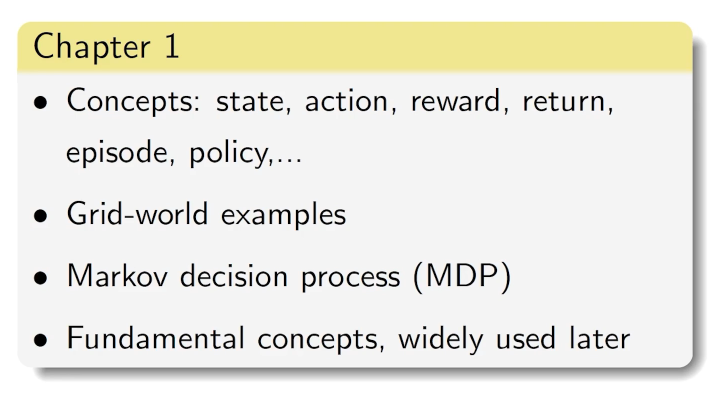 Chapter 1
• Concepts: state, action, reward, return,
episode, policy,...
• Grid-world examples
• Markov decision process (MDP)
• Fundamental concepts, widely used later